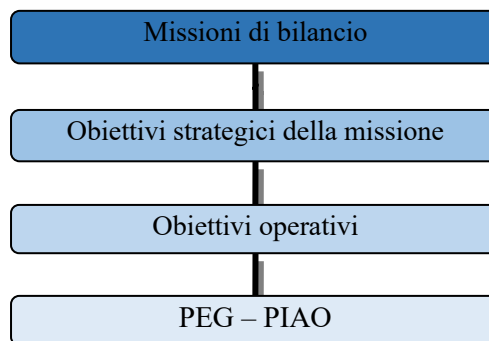 Missioni di bilancio
Obiettivi strategici della missione
Obiettivi operativi
PEG – PIAO